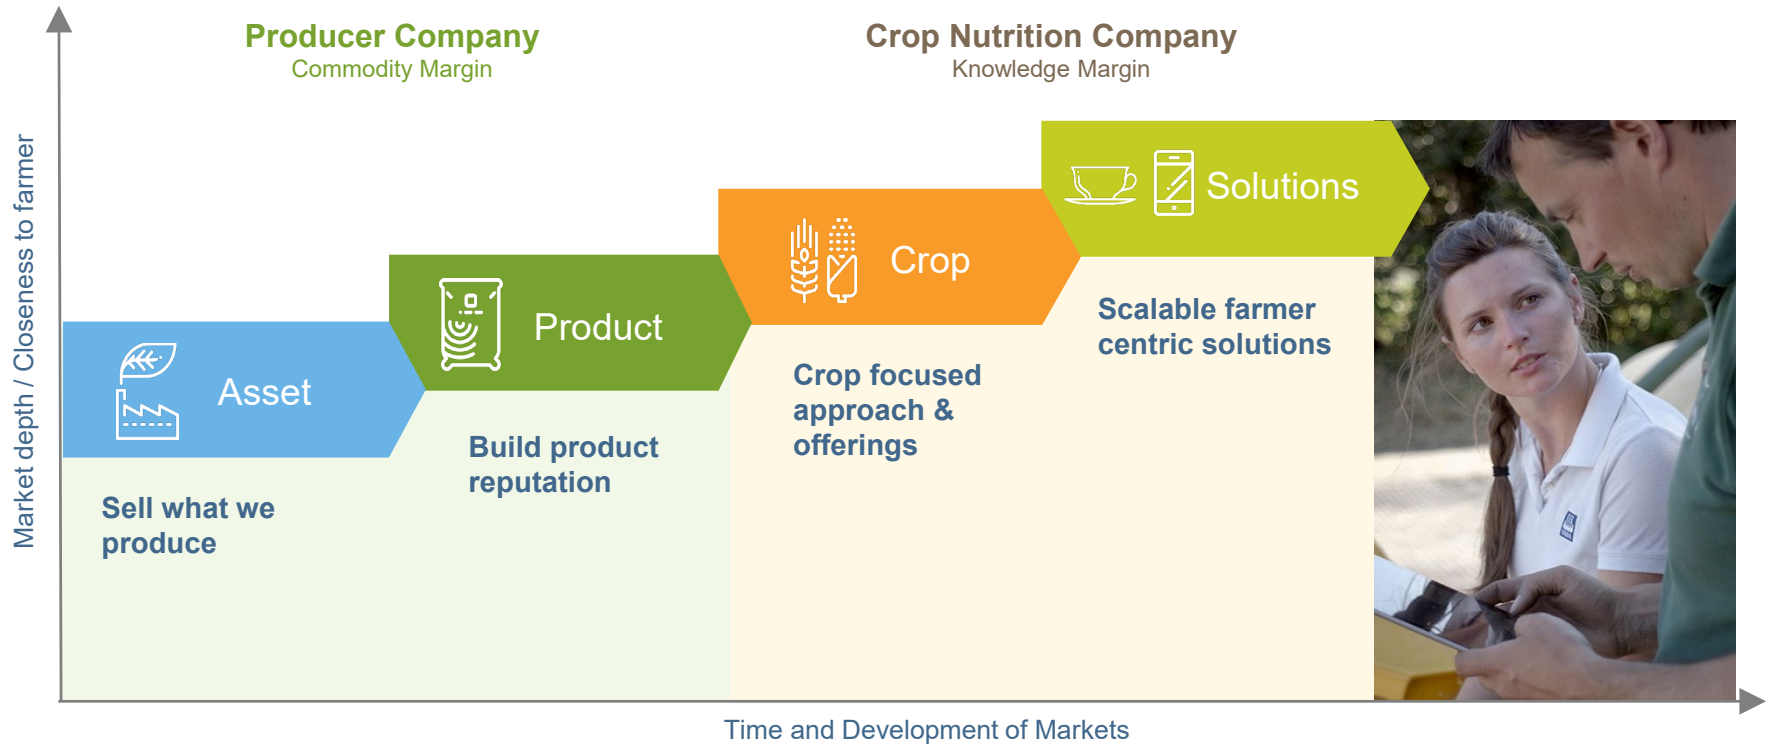 Producer Company
Commodity Margin
Crop Nutrition Company
Knowledge Margin
Market depth / Closeness to farmer
Solutions
Crop
Product
Asset
Scalable farmer
centric solutions
Crop focused
approach &
offerings
Build product
reputation
Sell what we
produce
Time and Development of Markets